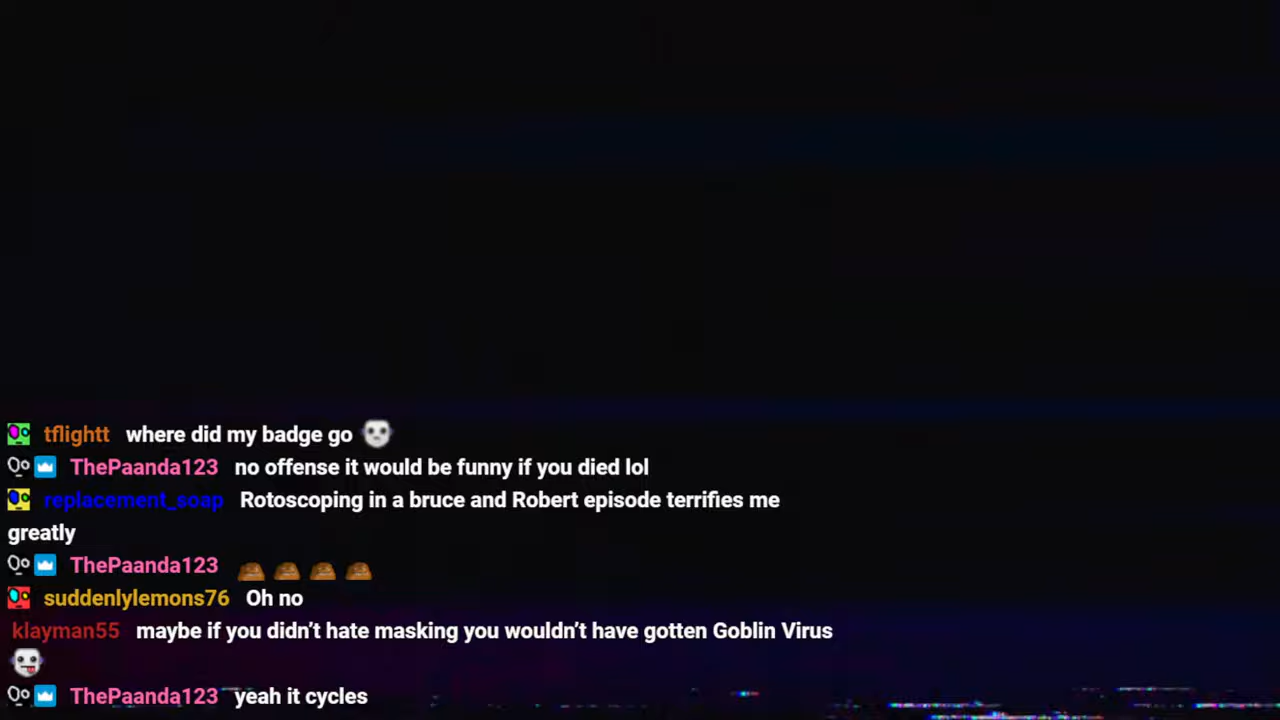 tflightt where did my badge go
ThePaanda123 no offense it would be funny if you died lol
replacement_soap Rotoscoping in a bruce and Robert episode terrifies me
greatly
ThePaanda123
suddenlylemons76 Oh no
klayman55 maybe if you didn’t hate masking you wouldn’t have gotten Goblin Virus
ThePaanda123 yeah it cycles